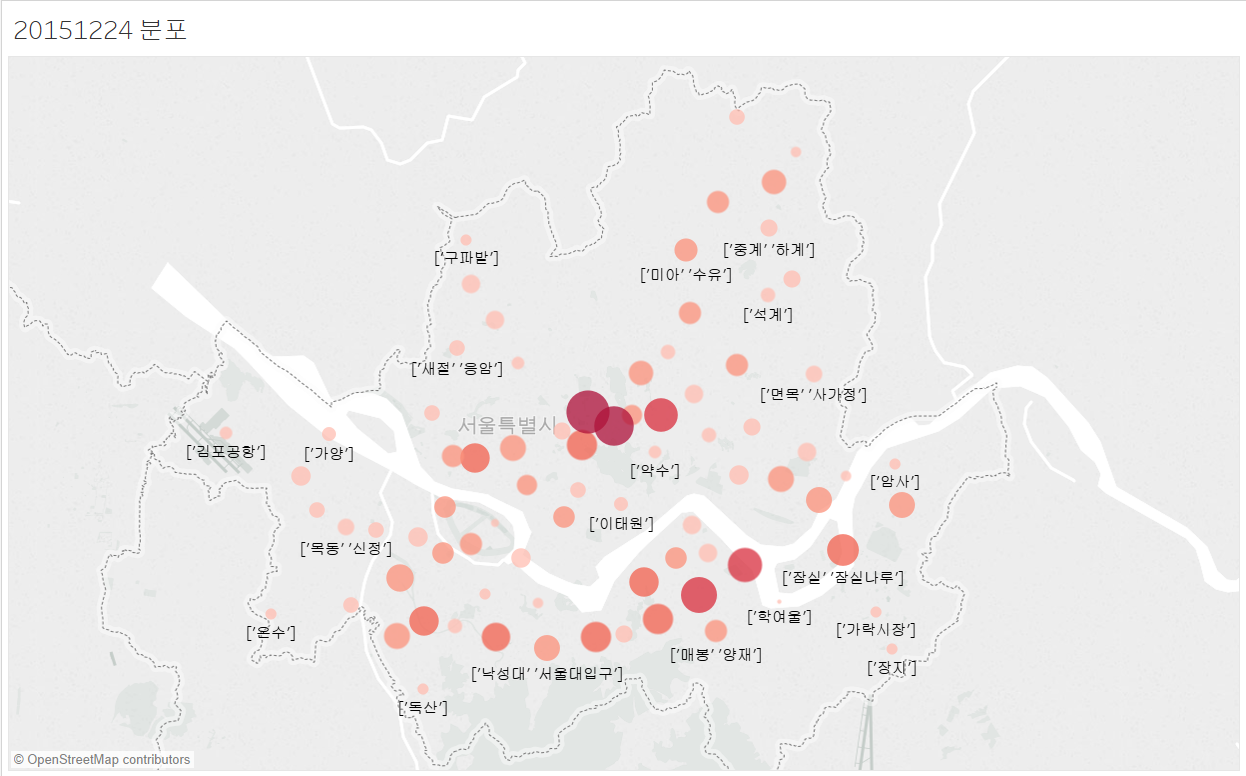 20151224 분포
['중계' '하계']
['구파발']
['미아' '수유']
['석계']
['새절' '응암']
['면목' '사가정']
서울특별시
['김포공항']
['가양']
['약수']
['암사']
['이태원']
['목동' '신정']
['잠실' '잠실나루']
['학여울']
['온수']
['가락시장']
['매봉' '양재']
['장지']
['낙성대' '서울대입구']
['독산']
© OpenStreetMap contributors